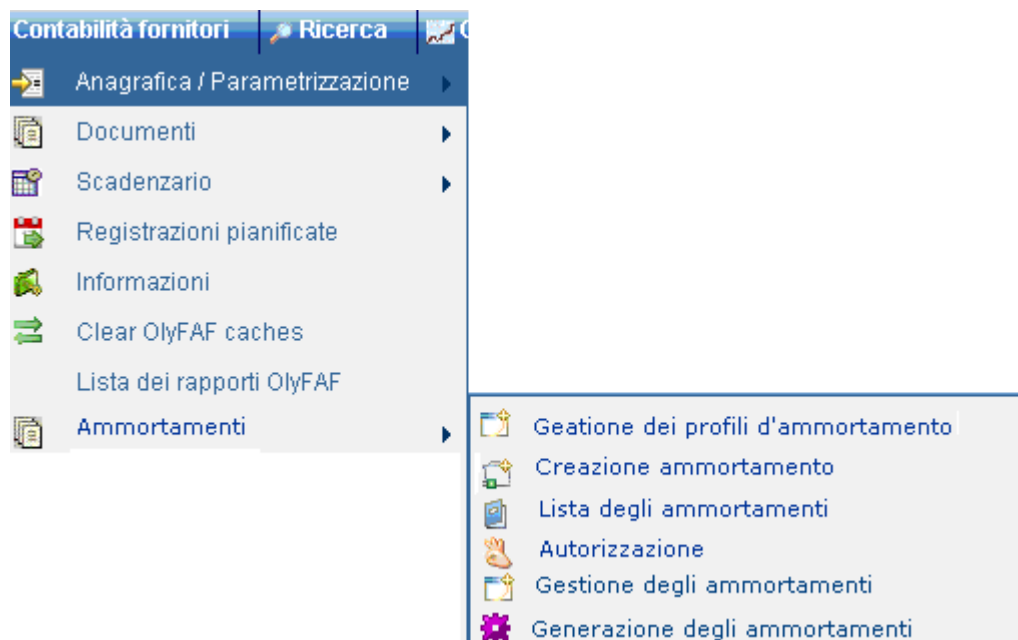 Contabilità fornitori Ricerca
Anagrafica / Parametrizzazione
Documenti
Scadenzario
Registrazioni pianificate
Informazioni
Clear OlyFAF caches
Lista dei rapporti OlyFAF
Ammortamenti
Geatione dei profili d'ammortamento
Creazione ammortamento
Lista degli ammortamenti
Autorizzazione
Gestione degli ammortamenti
Generazione degli ammortamenti